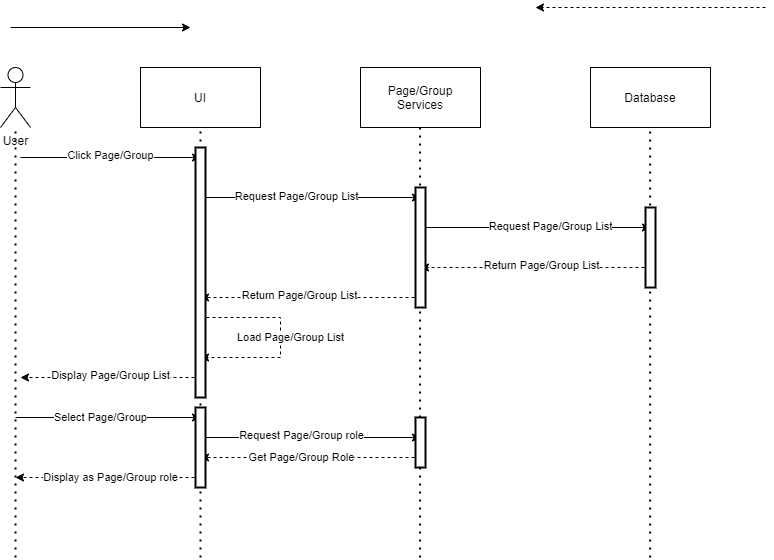 User
UI
Page/Group
Services
Database
Click Page/Group
Request Page/Group List
Request Page/Group List
Return Page/Group List
Return Page/Group List
Load Page/Group List
Display Page/Group List
Select Page/Group
Request Page/Group role
Get Page/Group Role
Display as Page/Group role